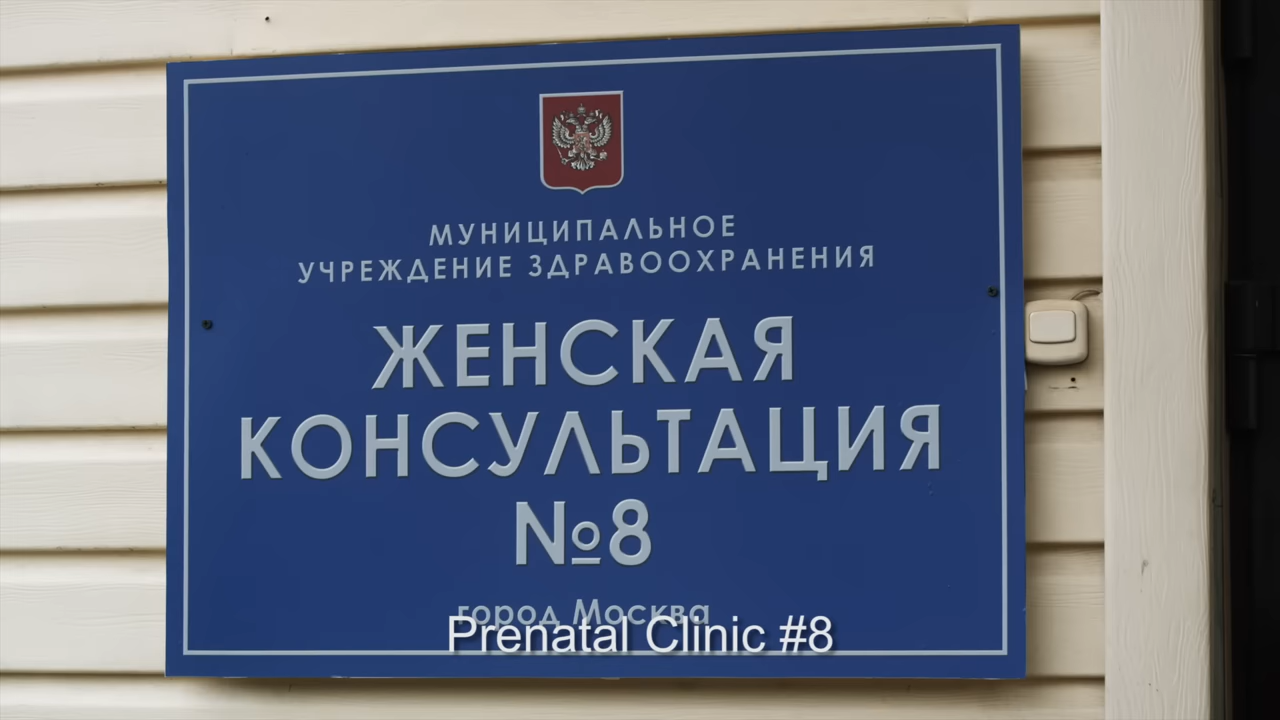 МУНИЦИПАЛЬНОЕ
УЧРЕЖДЕНИЕ ЗДРАВООХРАНЕНИЯ
ЖЕНСКАЯ
КОНСУЛЬТАЦИЯ
№8
город Москва
Prenatal Clinic #8